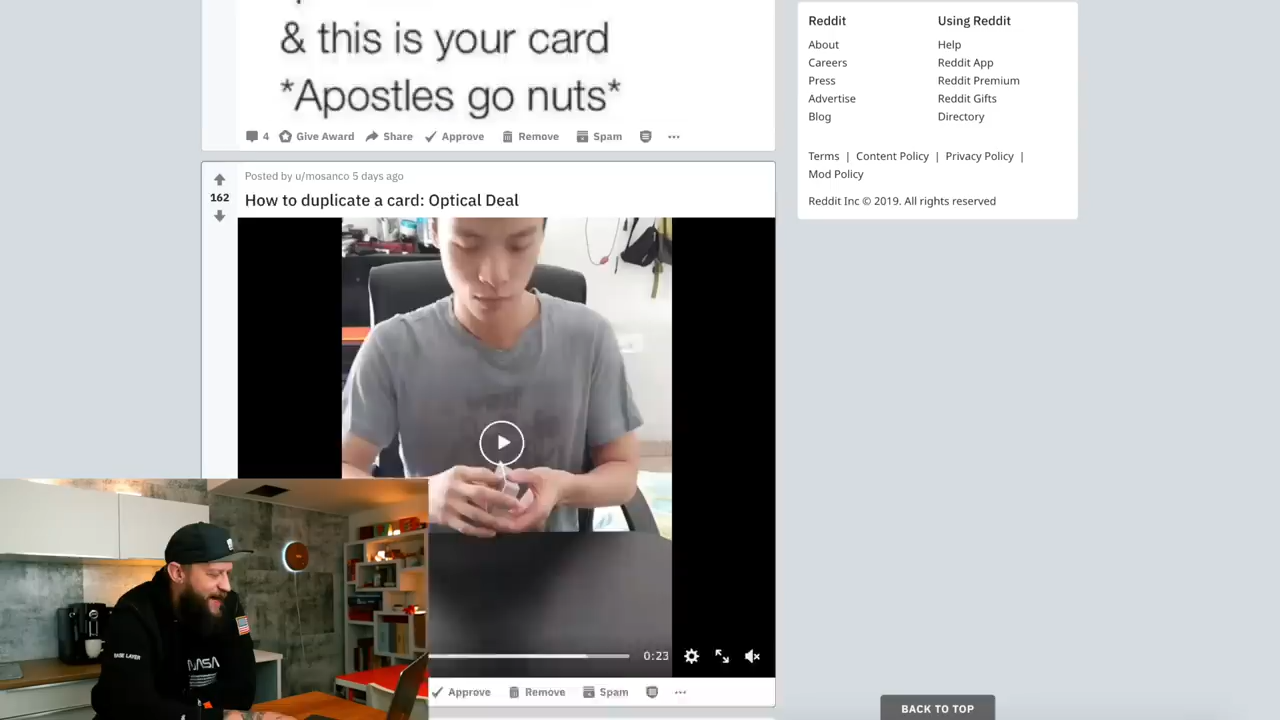 & this is your card
*Apostles go nuts*
4 Give Award Share Approve Remove Spam
Posted by u/mosanco 5 days ago
162
How to duplicate a card: Optical Deal
0:23
Approve Remove Spam
NASA
Reddit
About
Careers
Press
Advertise
Blog
Using Reddit
Help
Reddit App
Reddit Premium
Reddit Gifts
Directory
Terms | Content Policy | Privacy Policy |
Mod Policy
Reddit Inc © 2019. All rights reserved
BACK TO TOP